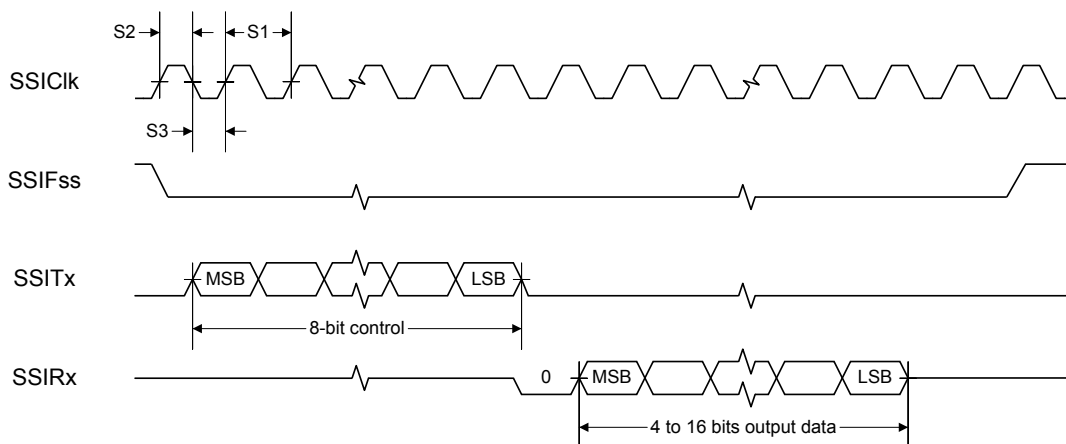 S2
S1
SSIClk
S3
SSIFss
SSITx
MSB
LSB
8-bit control
SSIRx
0
MSB
LSB
4 to 16 bits output data